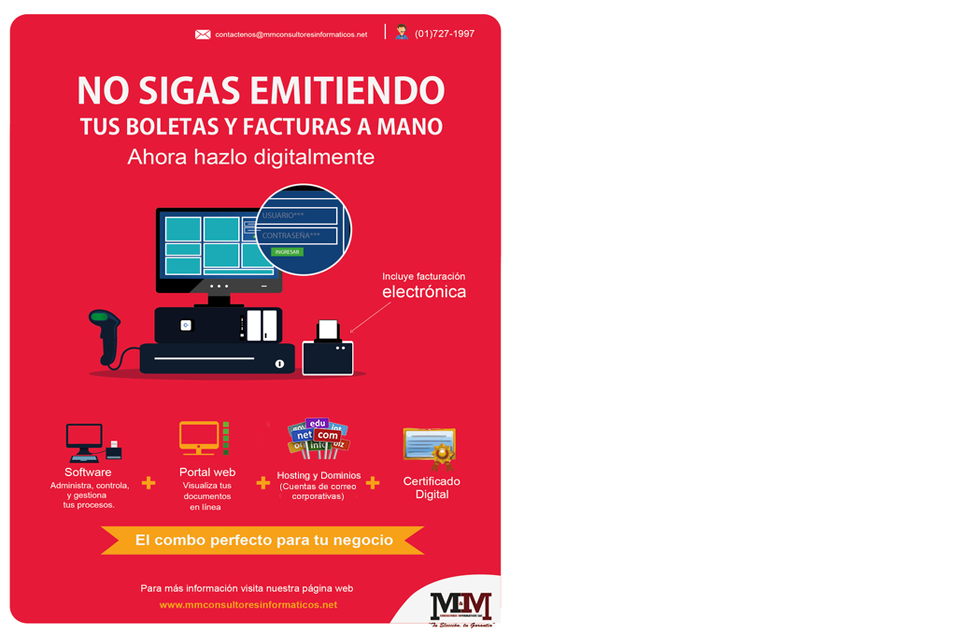 contactenos@mmconsultoresinformaticos.net (01)727-1997
NO SIGAS EMITIENDO
TUS BOLETAS Y FACTURAS A MANO
Ahora hazlo digitalmente
USUARIO***
CONTRASEÑA***
INGRESAR
Incluye facturación
electrónica
Software
Administra, controla,
y gestiona
tus procesos.
Portal web
Visualiza tus
documentos
en línea
edu
net com
info biz
Hosting y Dominios
(Cuentas de correo
corporativas)
Certificado
Digital
El combo perfecto para tu negocio
Para más información visita nuestra página web
www.mmconsultoresinformaticos.net
M&M
Tu Elección, tu Garantía